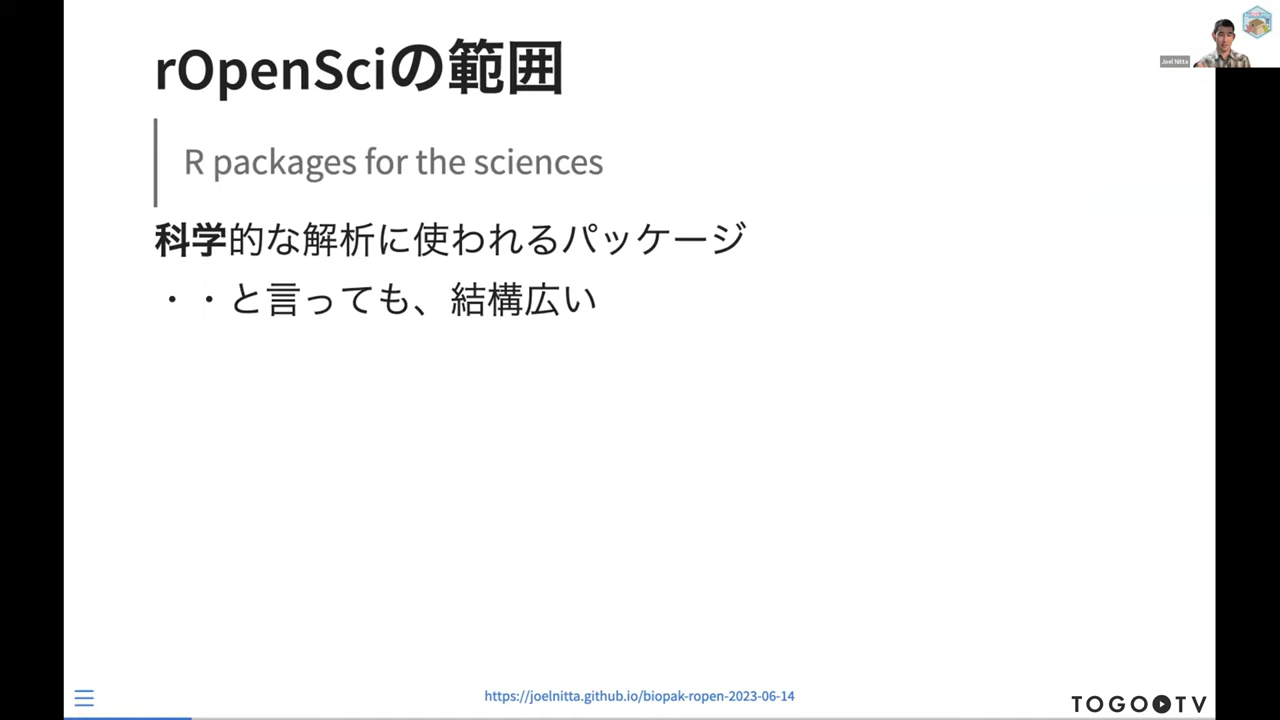 rOpenSciの範囲
Joel Nitta
R packages for the sciences
科学的な解析に使われるパッケージ
・・と言っても、結構広い
https://joelnitta.github.io/biopak-ropen-2023-06-14
TOGOTV